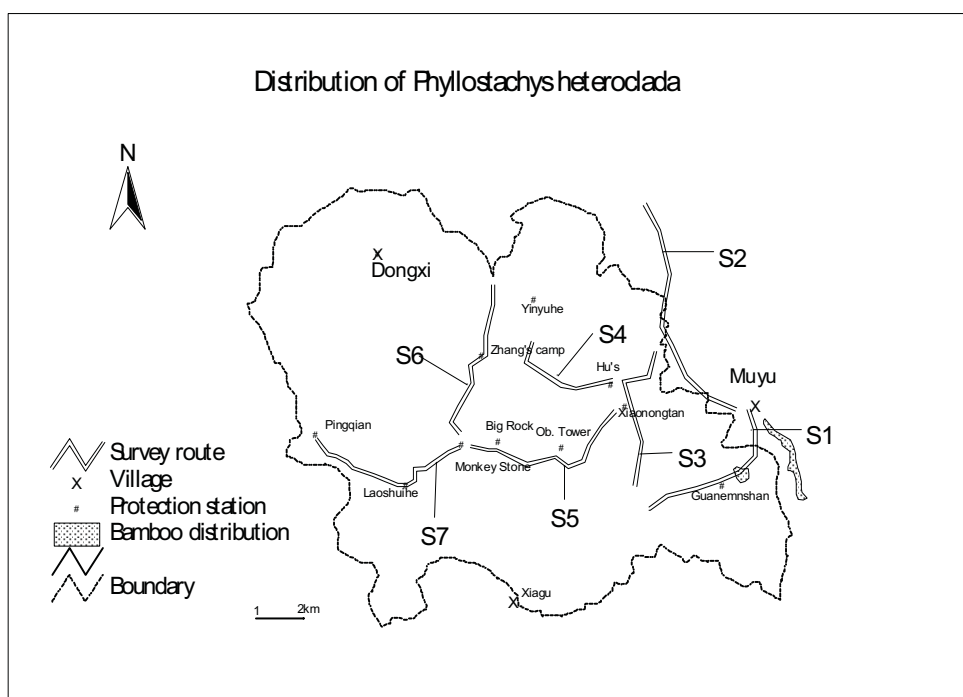 Distribution of Phyllostachys heteroclada
N
S2
X
Dongxi
#
Yinyuhe
S4
#
Zhang's camp
S6
Hu's
#
Muyu
X
#
Xiaonongtan
S1
Pingqian
#
Big Rock
#
Ob. Tower
#
#
Monkey Stone
S3
#
Guanemnshan
#
Laoshuihe
S5
S7
Survey route
X Village
# Protection station
Bamboo distribution
Boundary
Xiagu
X
1 2km